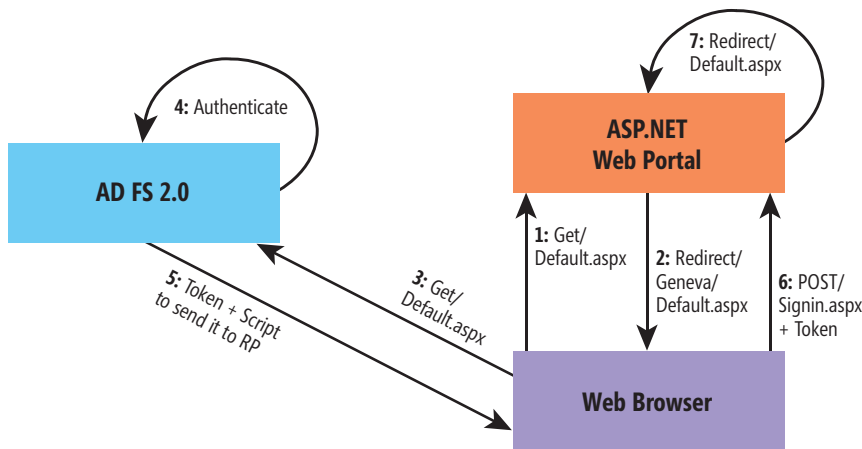 7: Redirect/
Default.aspx
4: Authenticate
ASP.NET
Web Portal
AD FS 2.0
1: Get/
Default.aspx
2: Redirect/
Geneva/
Default.aspx
3: Get/
Default.aspx
5: Token + Script
to send it to RP
6: POST/
Signin.aspx
+ Token
Web Browser